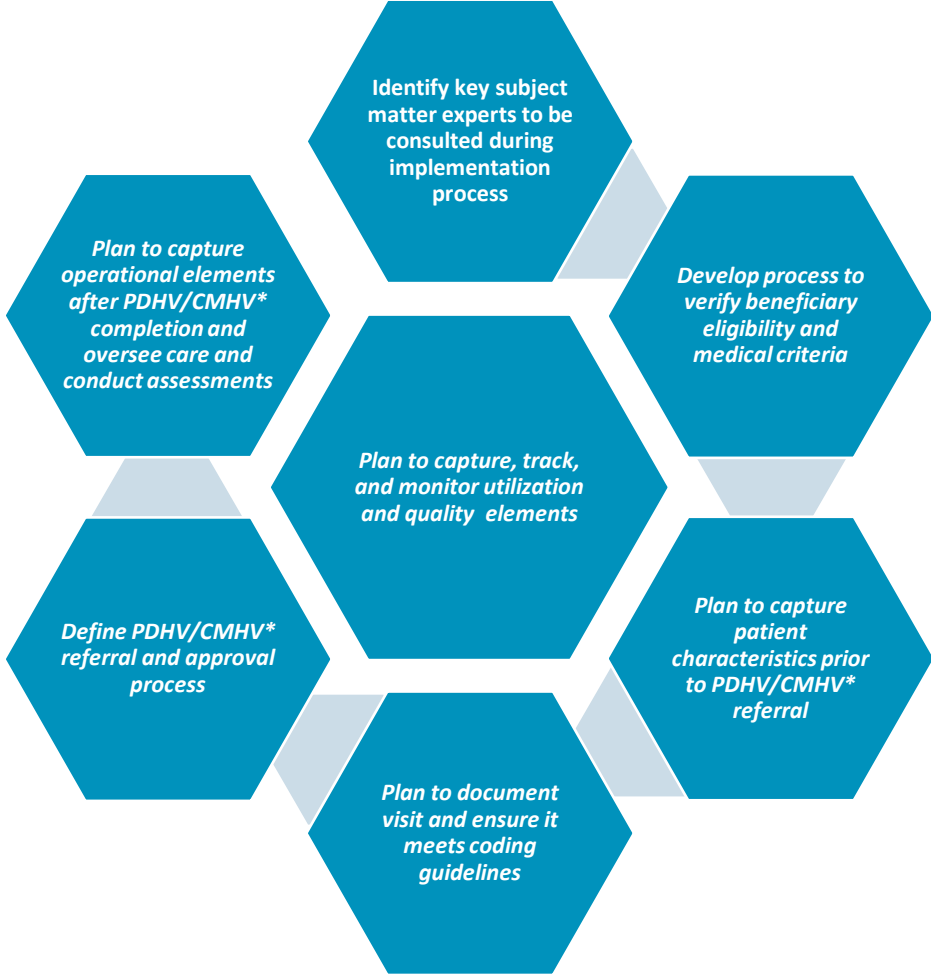 Identify key subject
matter experts to be
consulted during
implementation
process
Develop process to
verify beneficiary
eligibility and
medical criteria
Plan to capture
patient
characteristics prior
to PDHV/CMHV*
referral
Plan to document
visit and ensure it
meets coding
guidelines
Define PDHV/CMHV*
referral and approval
process
Plan to capture
operational elements
after PDHV/CMHV*
completion and
oversee care and
conduct assessments
Plan to capture, track,
and monitor utilization
and quality elements